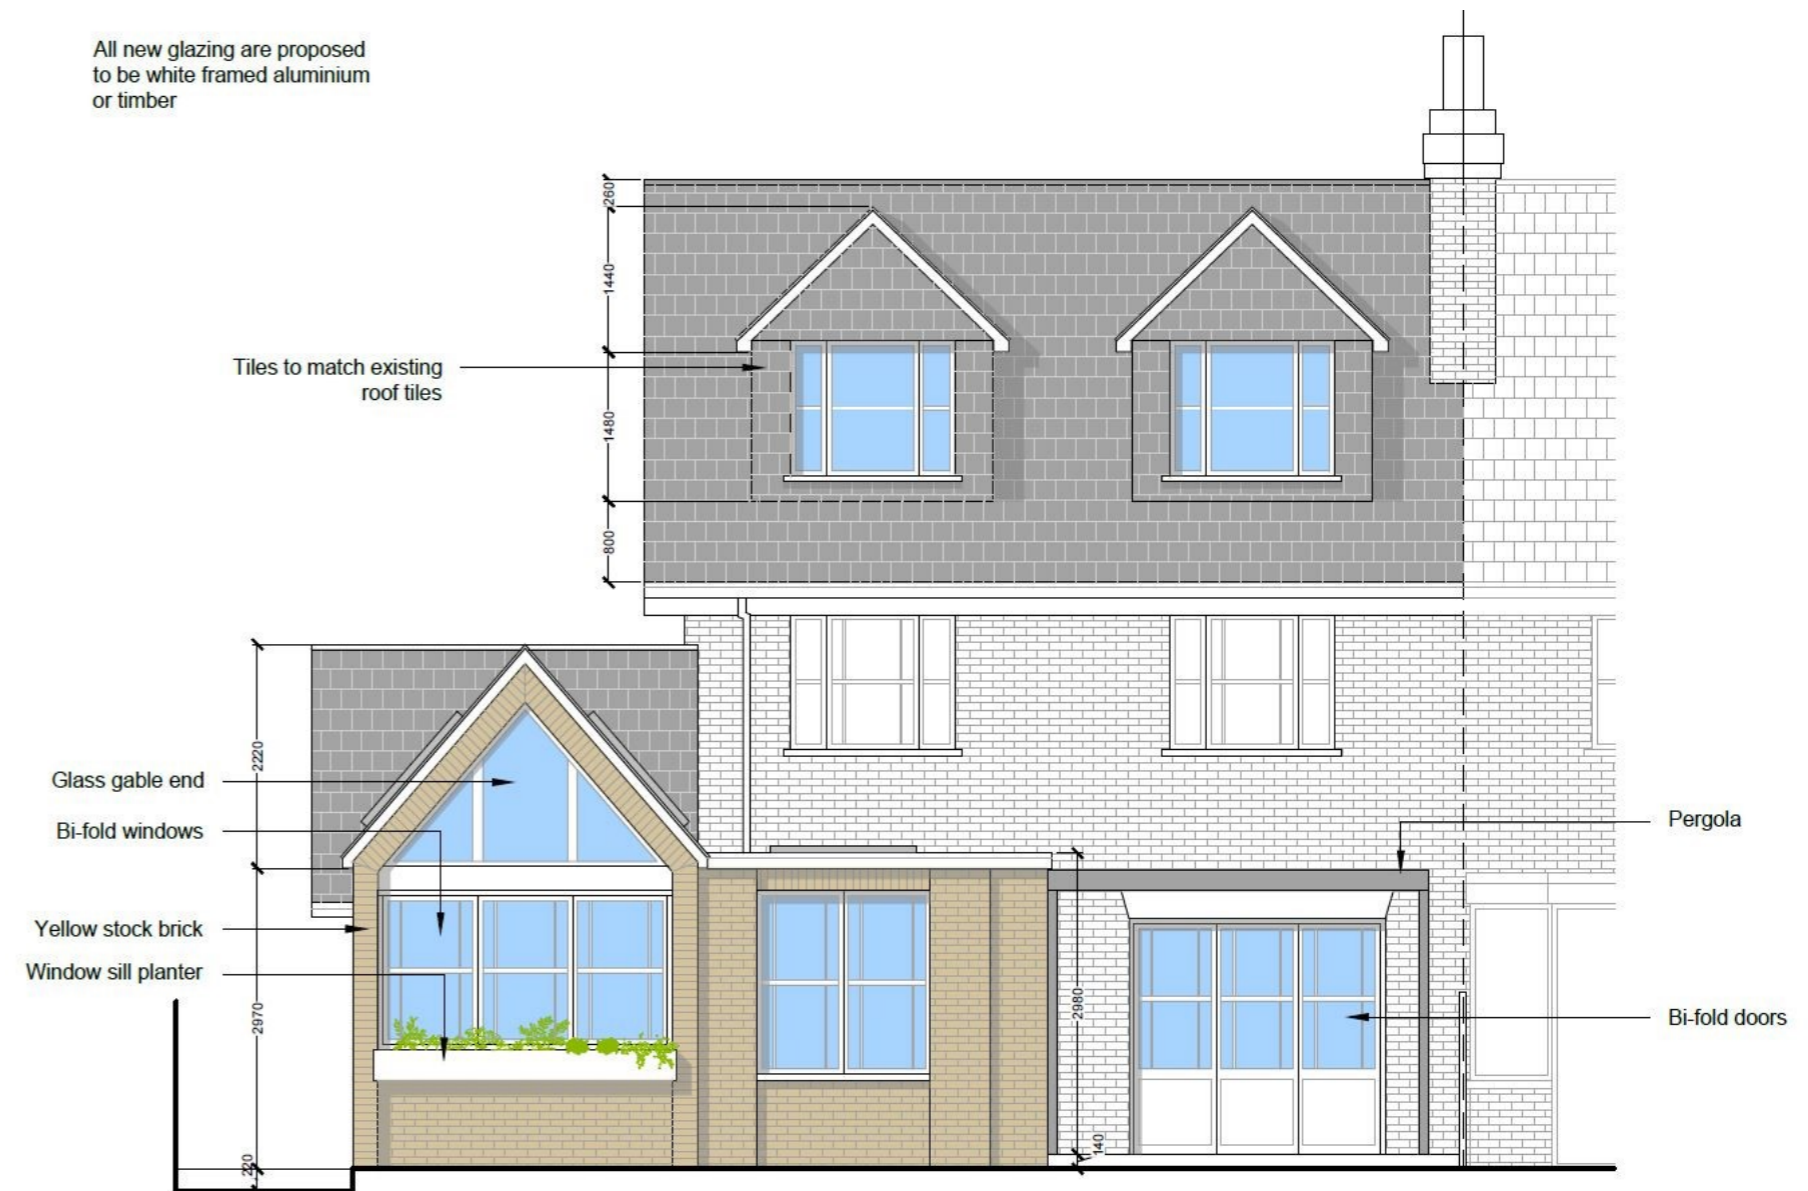 All new glazing are proposed
to be white framed aluminium
or timber
260
1440
Tiles to match existing
roof tiles
1480
800
2220
Glass gable end
Bi-fold windows
Pergola
Yellow stock brick
Window sill planter
2970
2980
Bi-fold doors
140
220